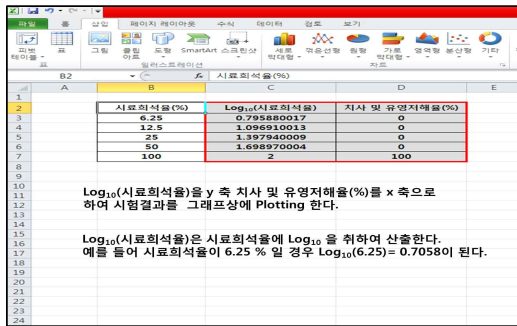 파일 홈 삽입 페이지 레이아웃 수식 데이터 검토 보기
피벗 테이블 표 그림 클립 아트 도형 SmartArt 스크린샷 세로 막대형 꺾은선형 원형 가로 막대형 영역형 분산형 기타
표 일러스트레이션 차트
B2 fx 시료희석율(%)
A B C D E
1
2 시료희석율(%) Log10(시료희석율) 치사 및 유영저해율(%)
3 6.25 0.795880017 0
4 12.5 1.096910013 0
5 25 1.397940009 0
6 50 1.698970004 0
7 100 2 100
8
9
10
11 Log10(시료희석율)을 y 축 치사 및 유영저해율(%)를 x 축으로
12 하여 시험결과를 그래프상에 Plotting 한다.
13
14
15
16 Log10(시료희석율)은 시료희석율에 Log10 을 취하여 산출한다.
17 예를 들어 시료희석율이 6.25 % 일 경우 Log10(6.25)= 0.7058이 된다.
18
19
20
21
22
23
24